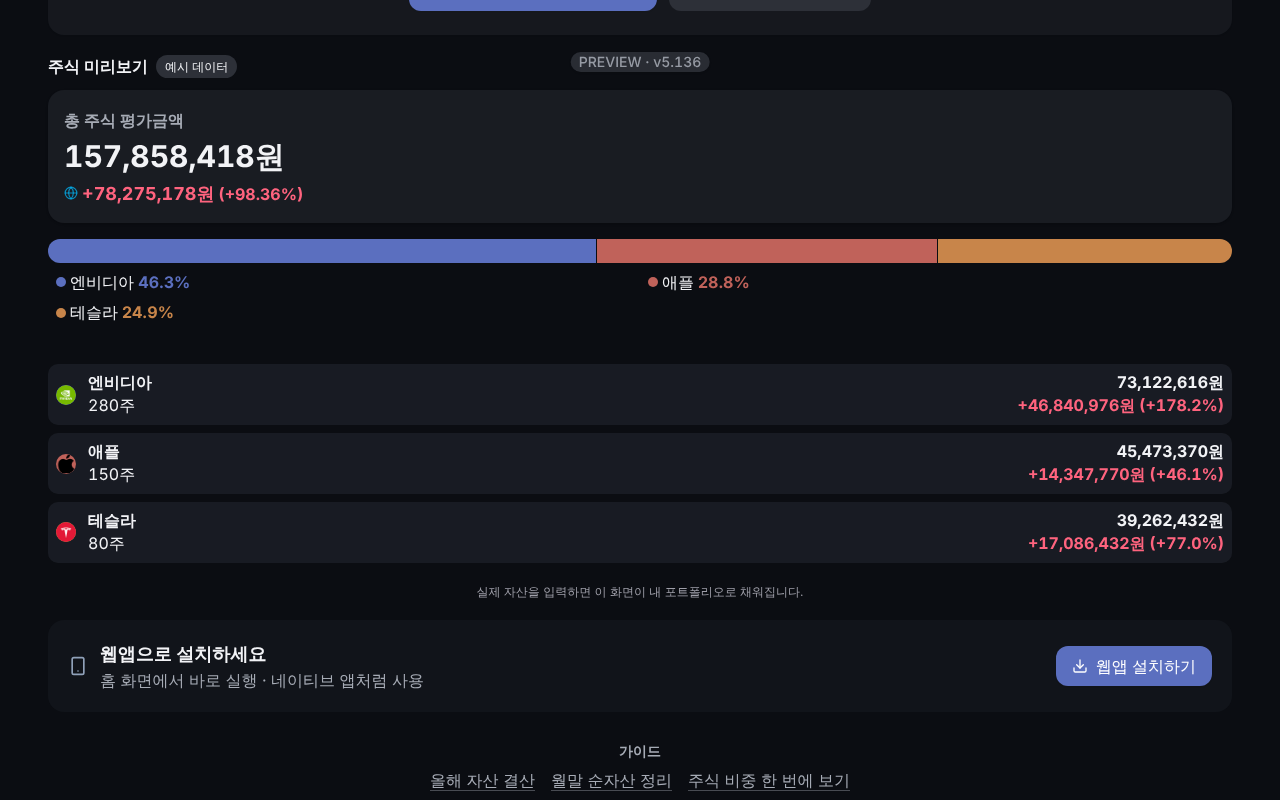 주식 미리보기 예시 데이터
PREVIEW · v5.136
총 주식 평가금액
157,858,418원
+78,275,178원 (+98.36%)
엔비디아 46.3%
애플 28.8%
테슬라 24.9%
엔비디아 73,122,616원
280주 +46,840,976원 (+178.2%)
애플 45,473,370원
150주 +14,347,770원 (+46.1%)
테슬라 39,262,432원
80주 +17,086,432원 (+77.0%)
실제 자산을 입력하면 이 화면이 내 포트폴리오로 채워집니다.
웹앱으로 설치하세요
홈 화면에서 바로 실행 · 네이티브 앱처럼 사용
웹앱 설치하기
가이드
올해 자산 결산 월말 순자산 정리 주식 비중 한 번에 보기